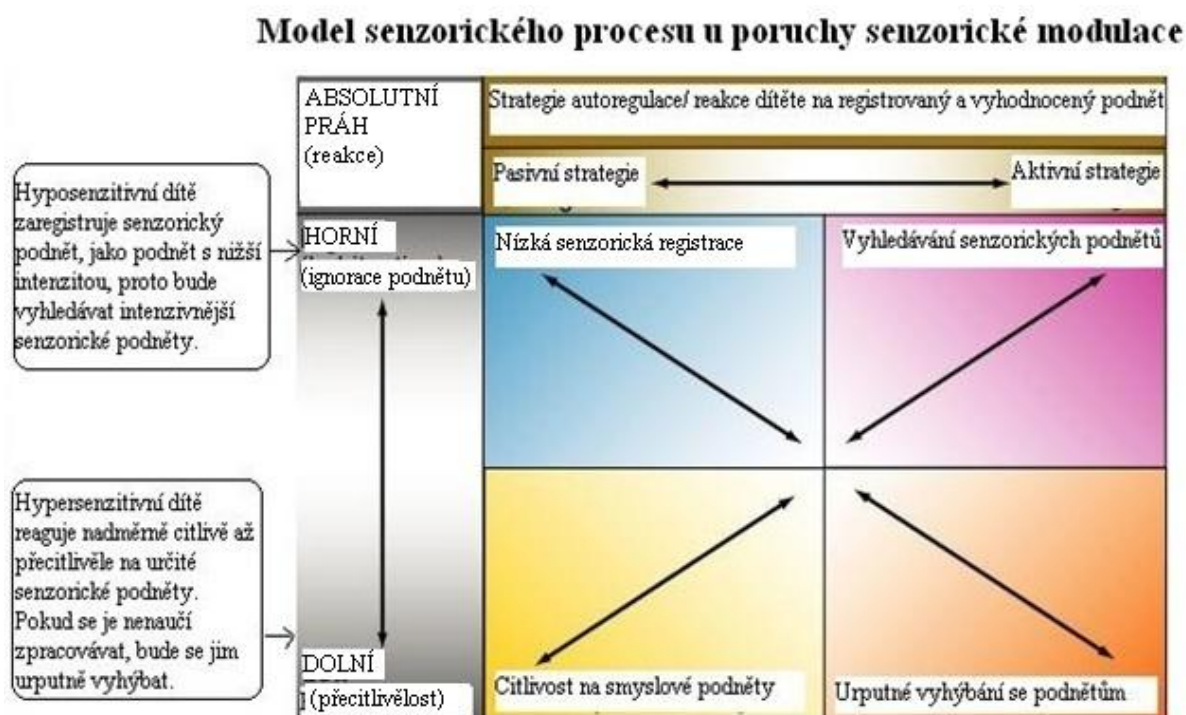 Model senzorického procesu u poruchy senzorické modulace
ABSOLUTNÍ
PRÁH
(reakce)
Strategie autoregulace/ reakce dítěte na registrovaný a vyhodnocený podnět
Pasivní strategie
Aktivní strategie
Hyposenzitivní dítě
zaregistruje senzorický
podnět, jako podnět s nižší
intenzitou, proto bude
vyhledávat intenzivnější
senzorické podněty.
HORNÍ
(ignorace podnětu)
Nízká senzorická registrace
Vyhledávání senzorických podnětů
Hypersenzitivní dítě
reaguje nadměrně citlivě až
přecitlivěle na určité
senzorické podněty.
Pokud se je nenaučí
zpracovávat, bude se jim
urputně vyhýbat.
DOLNÍ
(přecitlivělost)
Citlivost na smyslové podněty
Urputné vyhýbání se podnětům